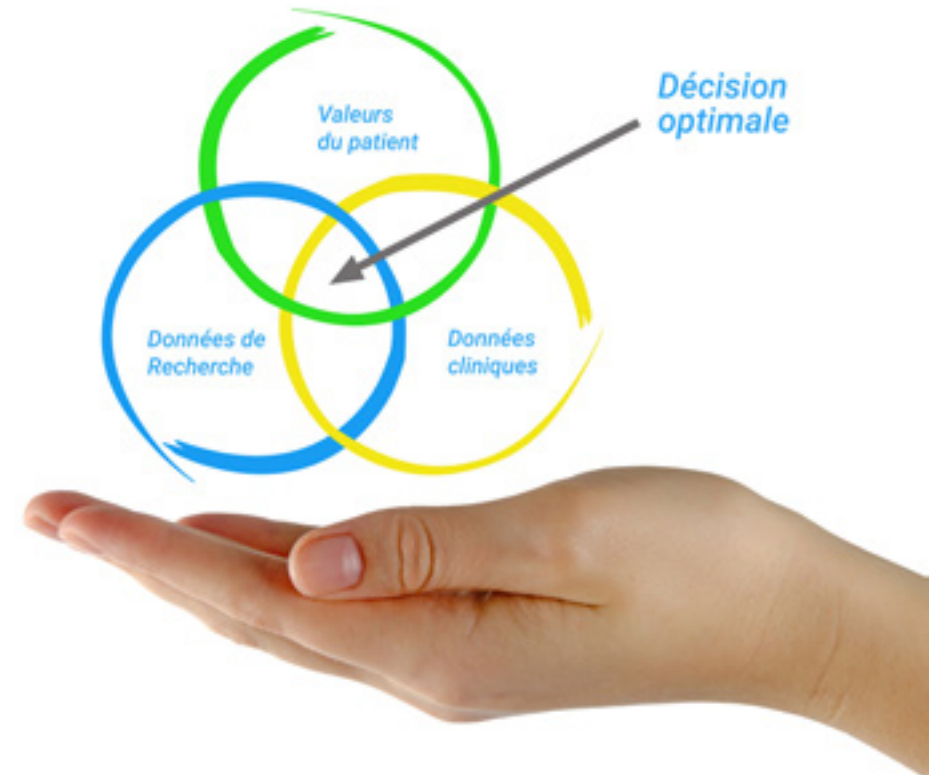 Valeurs
du patient
Décision
optimale
Données de
Recherche
Données
cliniques